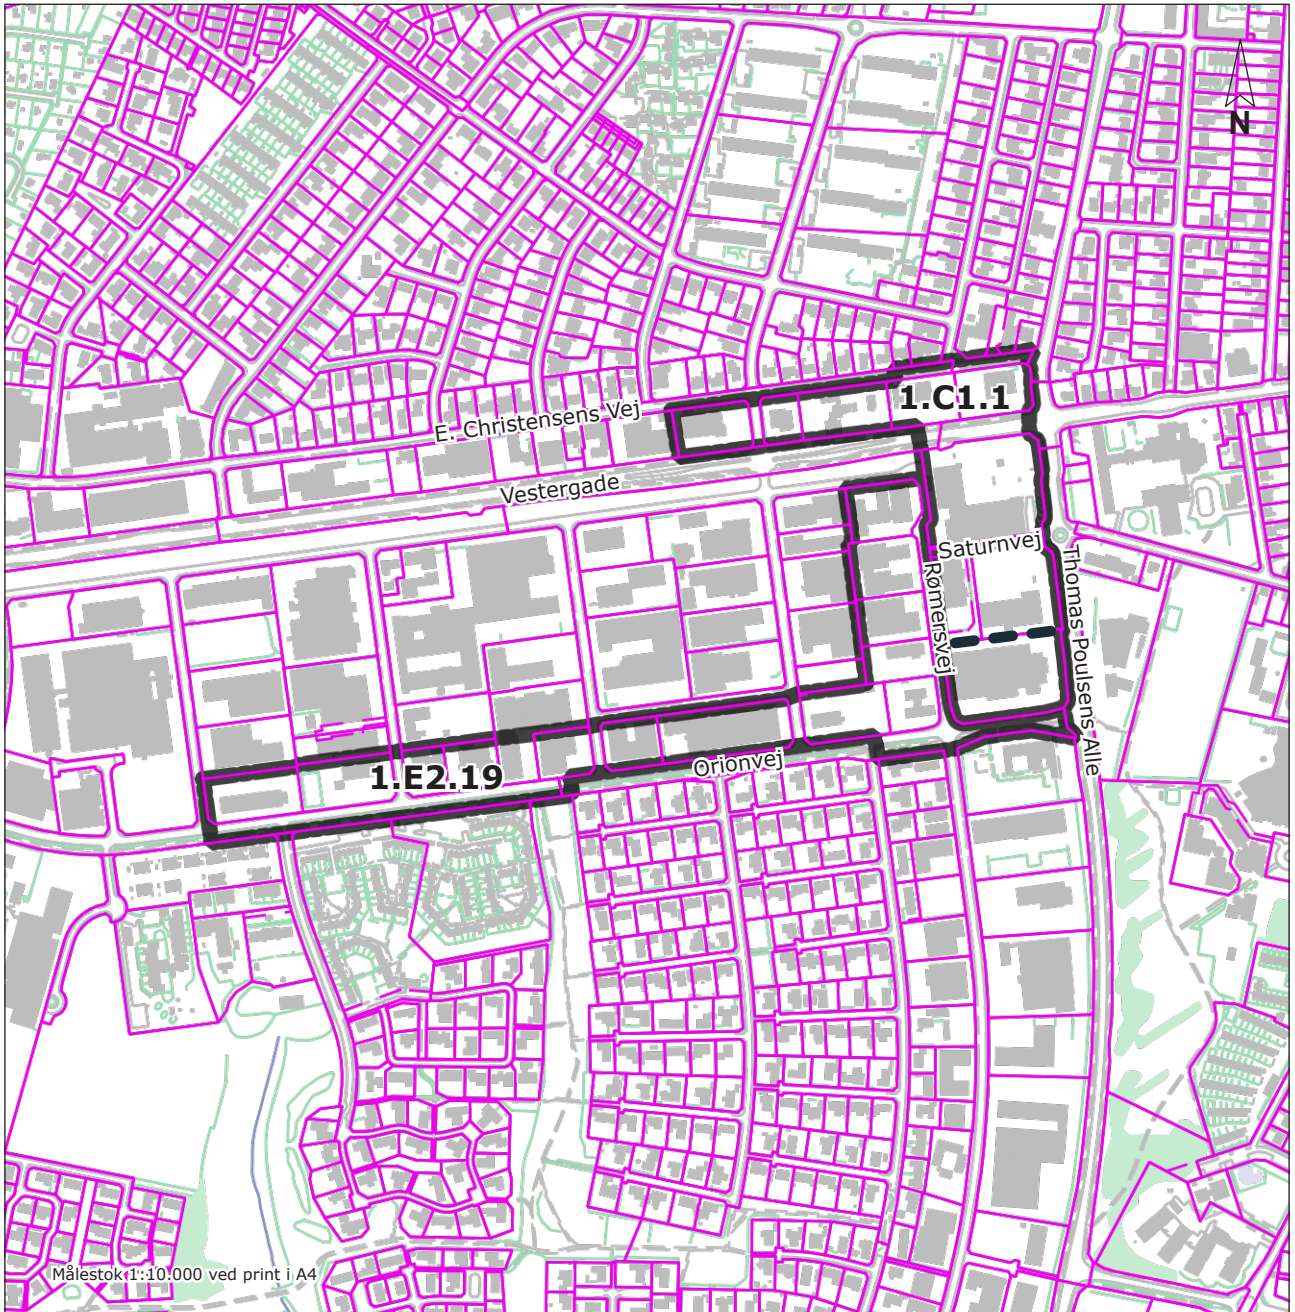 N
1.C1.1
E. Christensens Vej
Vestergade
Saturnvej
Rømersvej
Thomas Poulsens Alle
Orionvej
1.E2.19
Målestok 1:10.000 ved print i A4